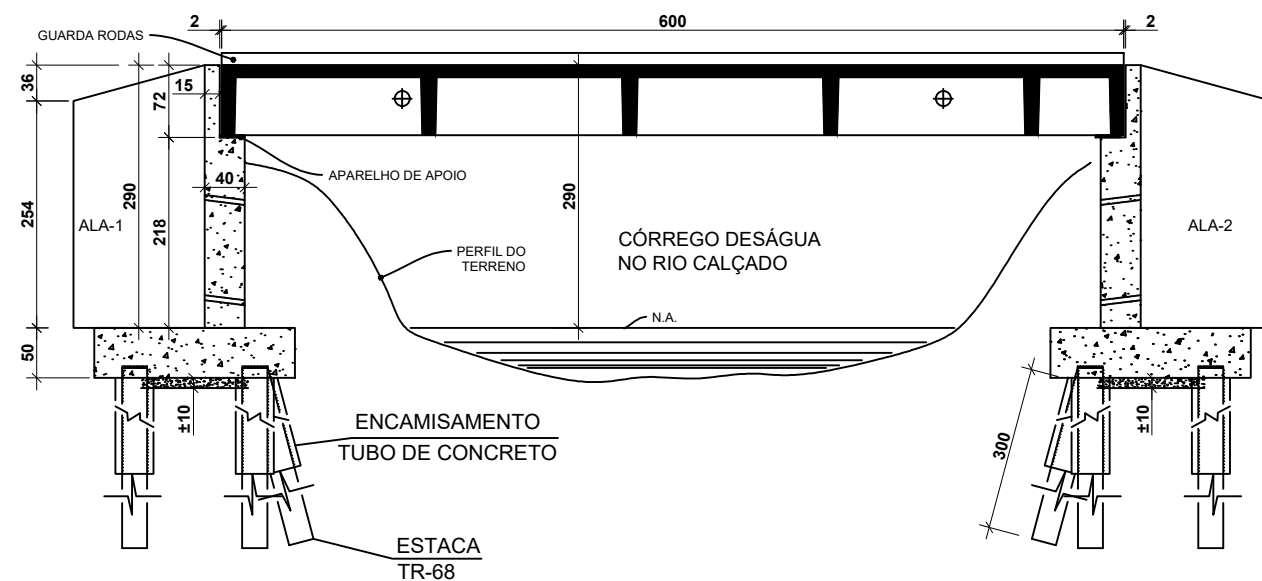 2
600
2
GUARDA RODAS
36
15
72
APARELHO DE APOIO
40
290
254
290
218
ALA-1
CÓRREGO DESÁGUA
NO RIO CALÇADO
ALA-2
PERFIL DO
TERRENO
N.A.
50
±10
±10
ENCAMISAMENTO
TUBO DE CONCRETO
300
ESTACA
TR-68